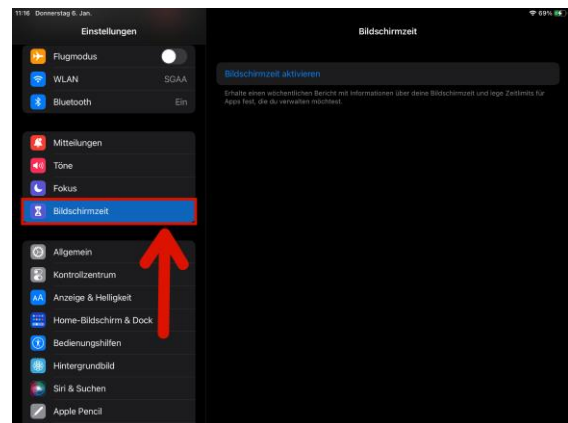 11:16 Donnerstag 6. Jan.
69%
Einstellungen
Bildschirmzeit
Flugmodus
WLAN SGAA
Bluetooth Ein
Mitteilungen
Töne
Fokus
Bildschirmzeit
Allgemein
Kontrollzentrum
AA Anzeige & Helligkeit
Home-Bildschirm & Dock
Bedienungshilfen
Hintergrundbild
Siri & Suchen
Apple Pencil
Bildschirmzeit aktivieren
Erhalte einen wöchentlichen Bericht mit Informationen über deine Bildschirmzeit und lege Zeitlimits für
Apps fest, die du verwalten möchtest.